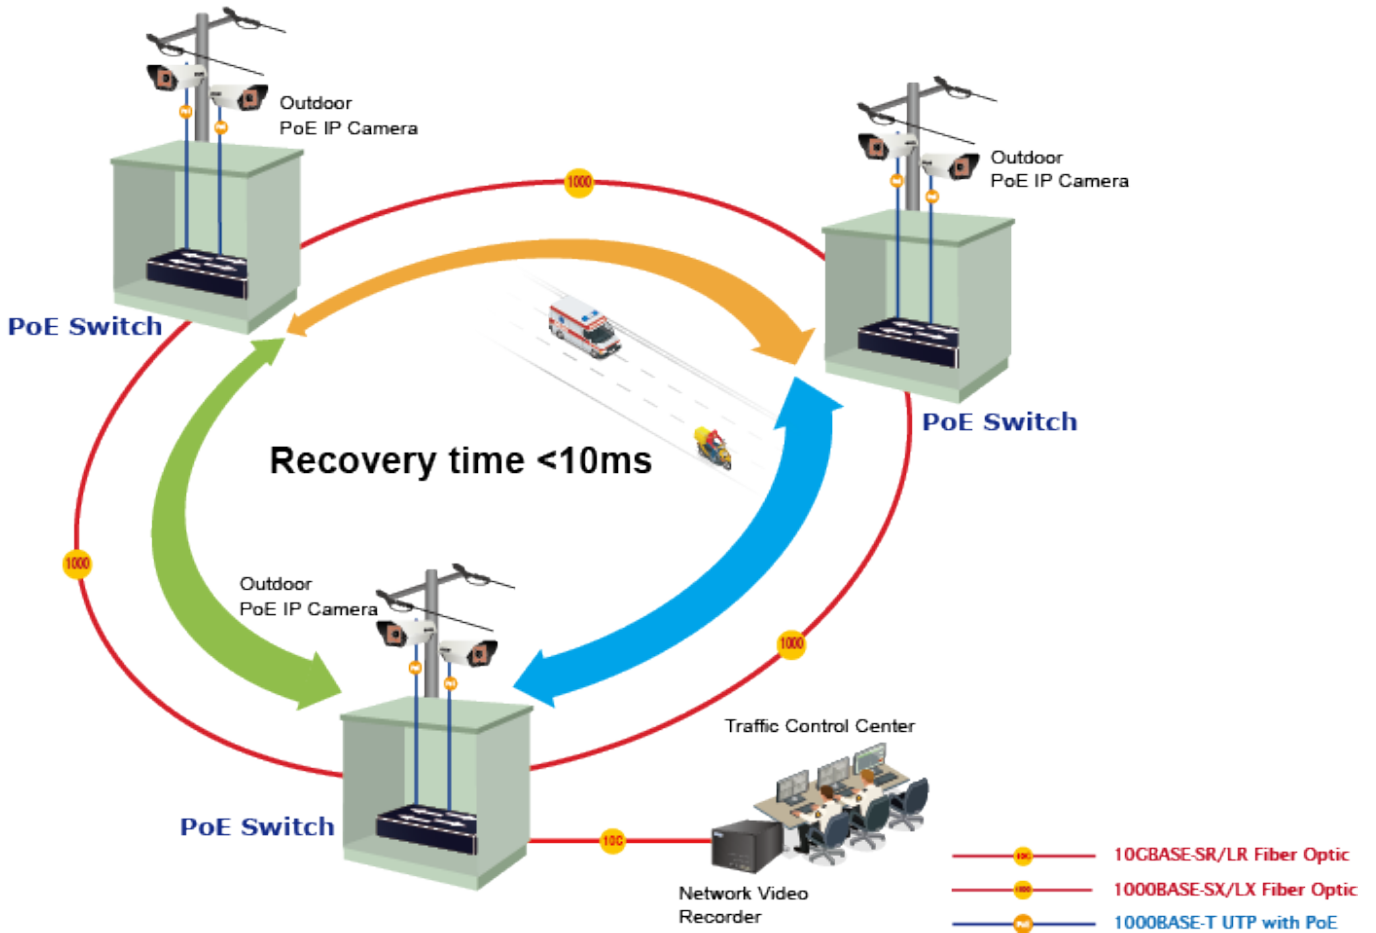 Outdoor
PoE IP Camera
1000
Outdoor
PoE IP Camera
PoE Switch
PoE Switch
Recovery time <10ms
1000
Outdoor
PoE IP Camera
1000
Traffic Control Center
PoE Switch
10G
Network Video
Recorder
10GBASE-SR/LR Fiber Optic
1000
1000BASE-SX/LX Fiber Optic
PoE
1000BASE-T UTP with PoE